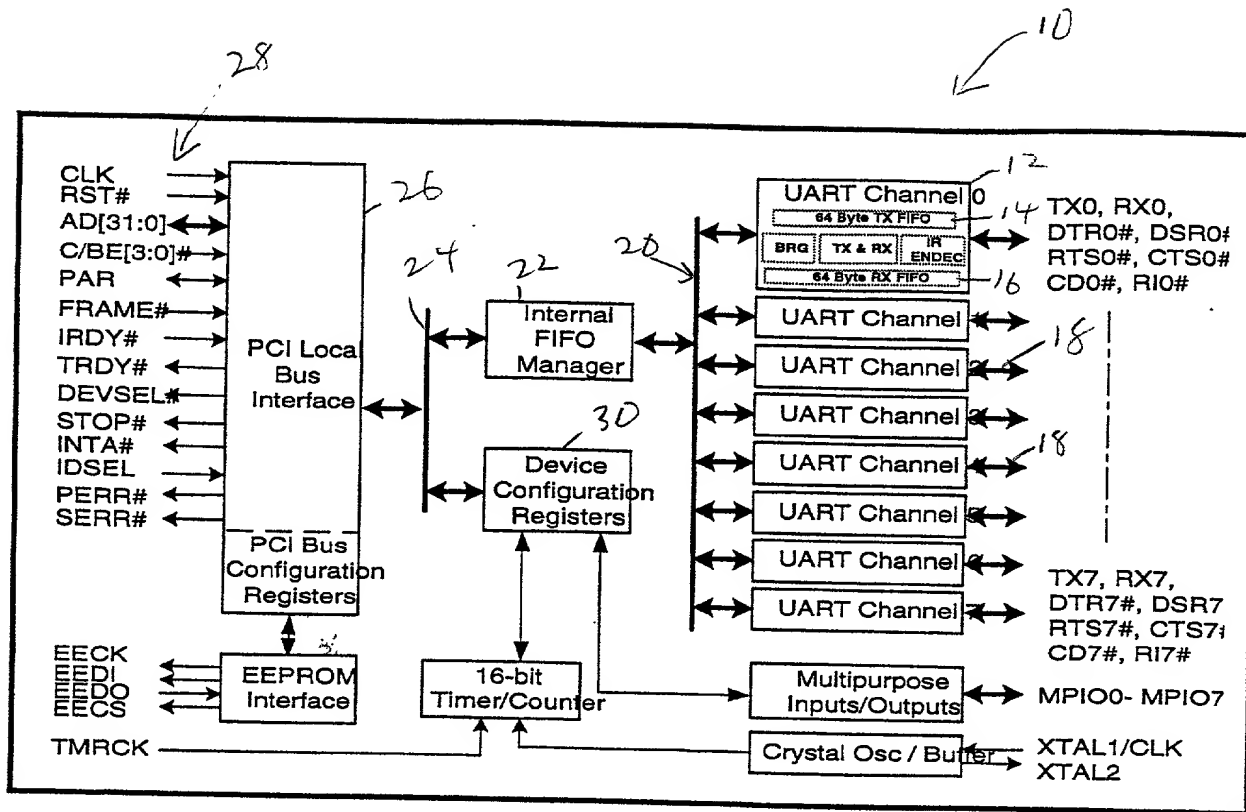 10
28
CLK
RST#
AD[31:0]
C/BE[3:0]#
PAR
FRAME#
IRDY#
TRDY#
DEVSEL#
STOP#
INTA#
IDSEL
PERR#
SERR#
26
PCI Local
Bus
Interface
PCI Bus
Configuration
Registers
EECK
EEDI
EEDO
EECS
EEPROM
Interface
TMRCK
24
22
Internal
FIFO
Manager
30
Device
Configuration
Registers
16-bit
Timer/Counter
20
12
UART Channel 0
64 Byte TX FIFO
14
BRG
TX & RX
IR
ENDEC
64 Byte RX FIFO
16
TX0, RX0,
DTR0#, DSR0#
RTS0#, CTS0#
CD0#, RI0#
UART Channel
UART Channel
18
UART Channel
UART Channel
18
UART Channel
UART Channel
UART Channel
TX7, RX7,
DTR7#, DSR7
RTS7#, CTS7#
CD7#, RI7#
Multipurpose
Inputs/Outputs
MPIO0- MPIO7
Crystal Osc / Buffer
XTAL1/CLK
XTAL2